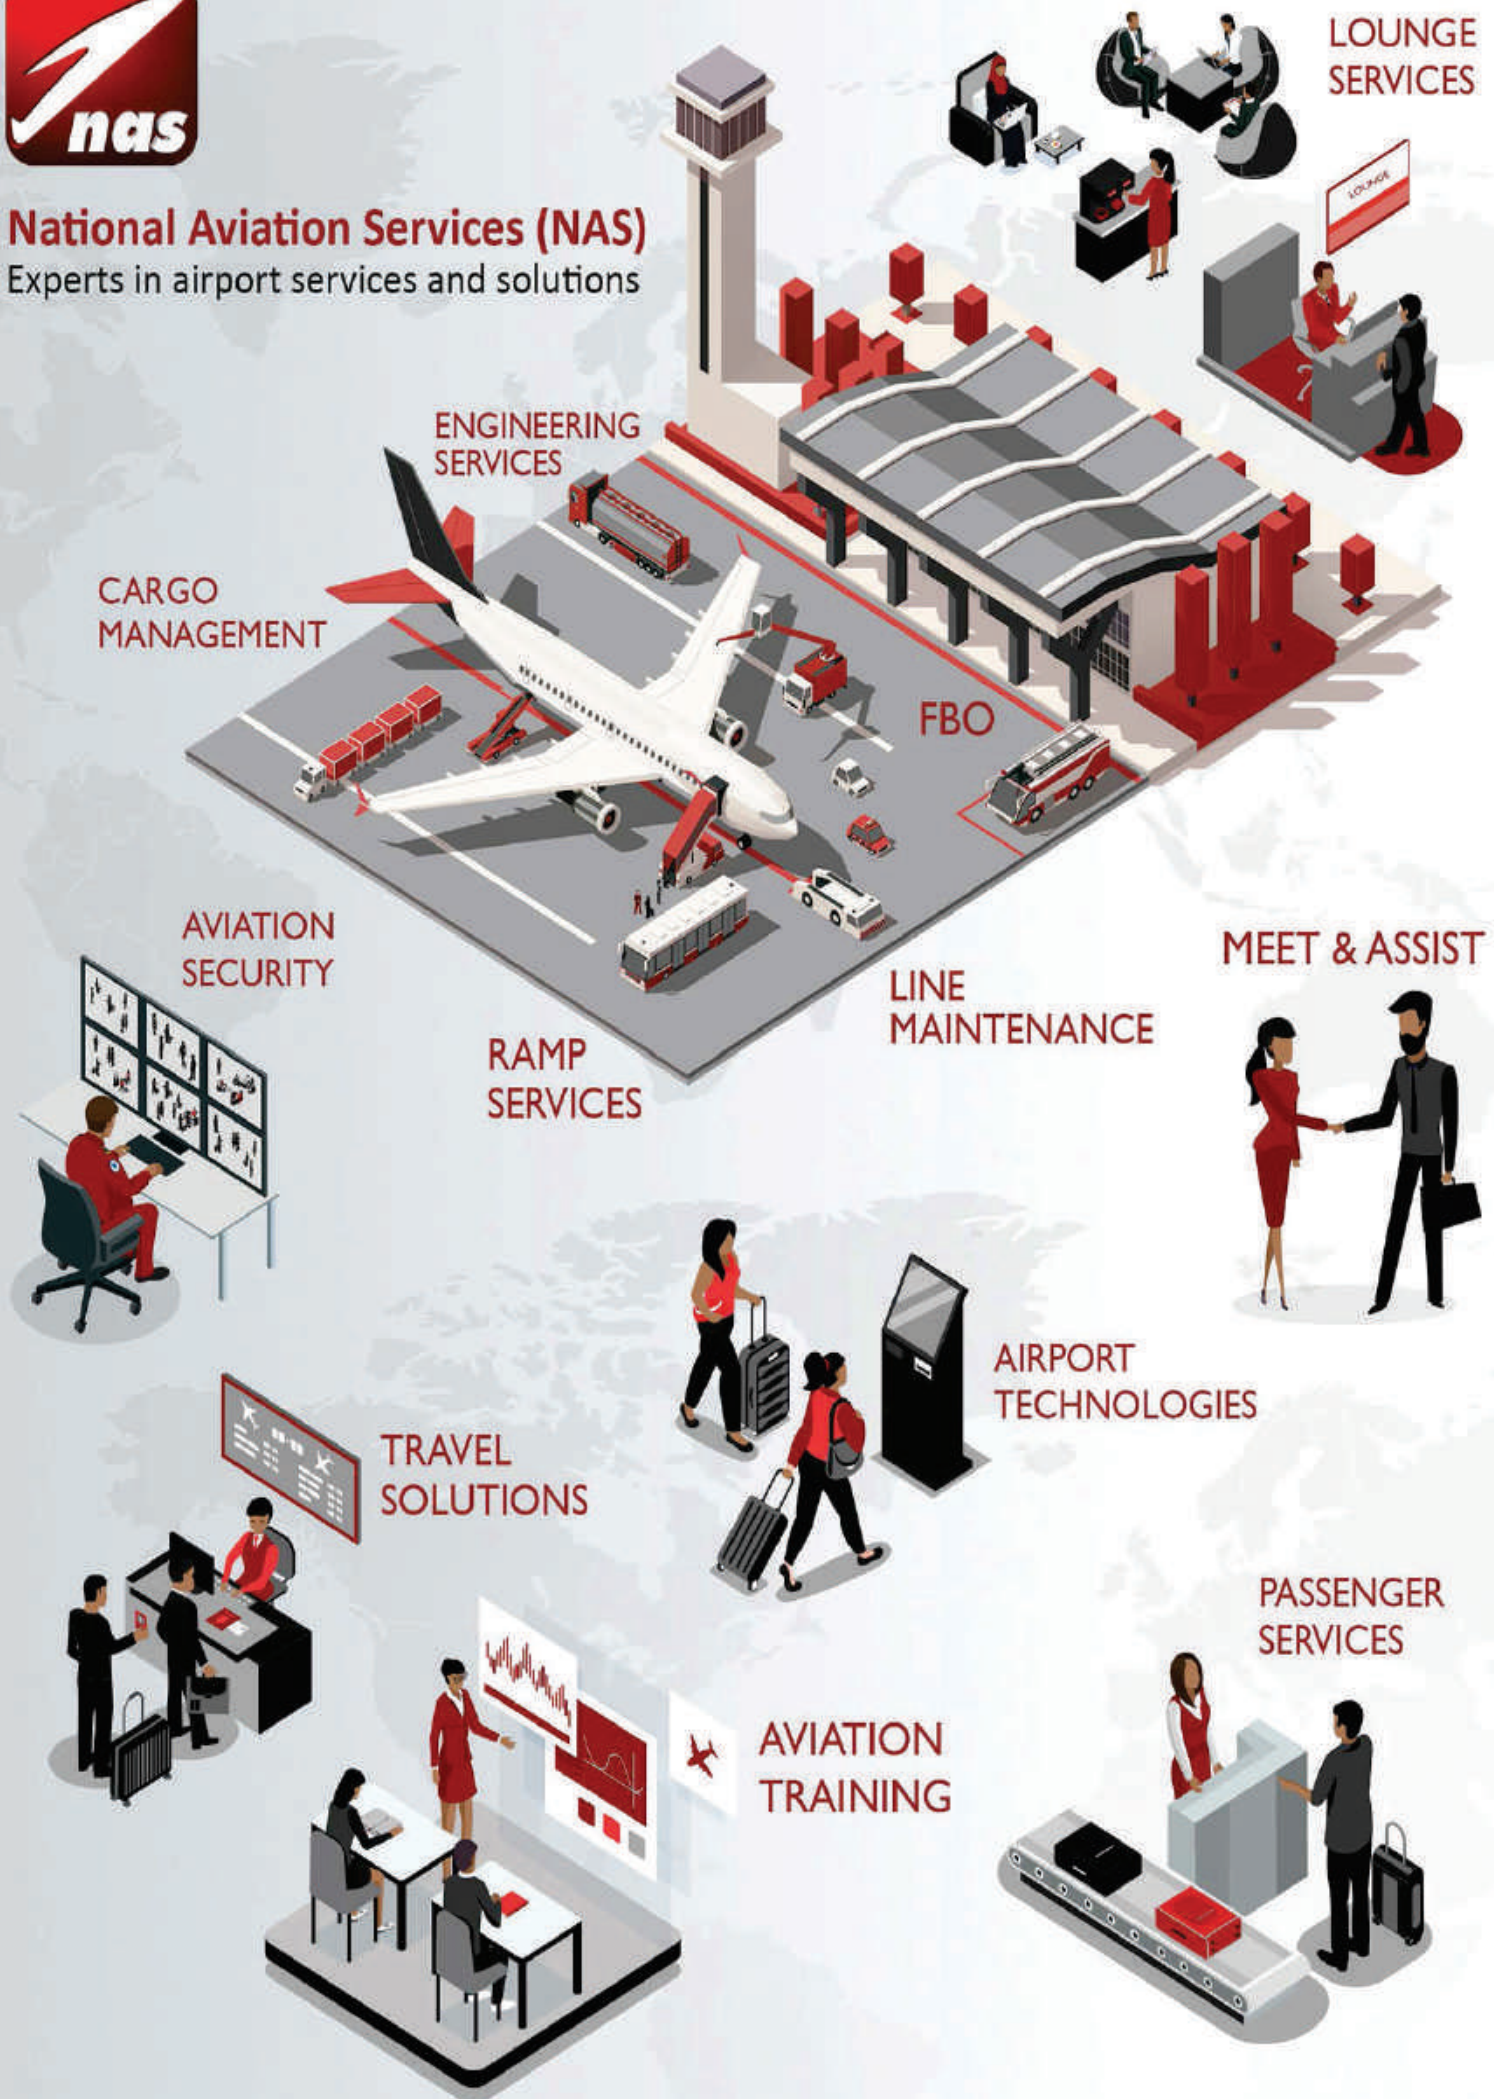 nas
National Aviation Services (NAS)
Experts in airport services and solutions
LOUNGE
SERVICES
LOUNGE
ENGINEERING
SERVICES
CARGO
MANAGEMENT
FBO
AVIATION
SECURITY
RAMP
SERVICES
LINE
MAINTENANCE
MEET & ASSIST
AIRPORT
TECHNOLOGIES
TRAVEL
SOLUTIONS
PASSENGER
SERVICES
AVIATION
TRAINING